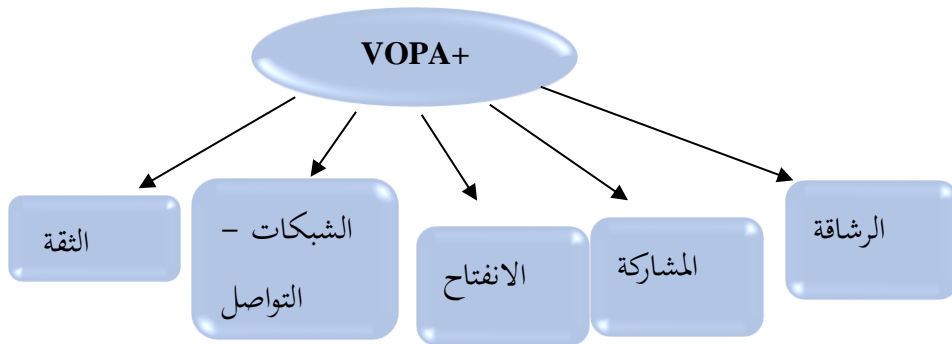 VOPA+
الرشاقة
المشاركة
الانفتاح
الشبكات –
التواصل
الثقة